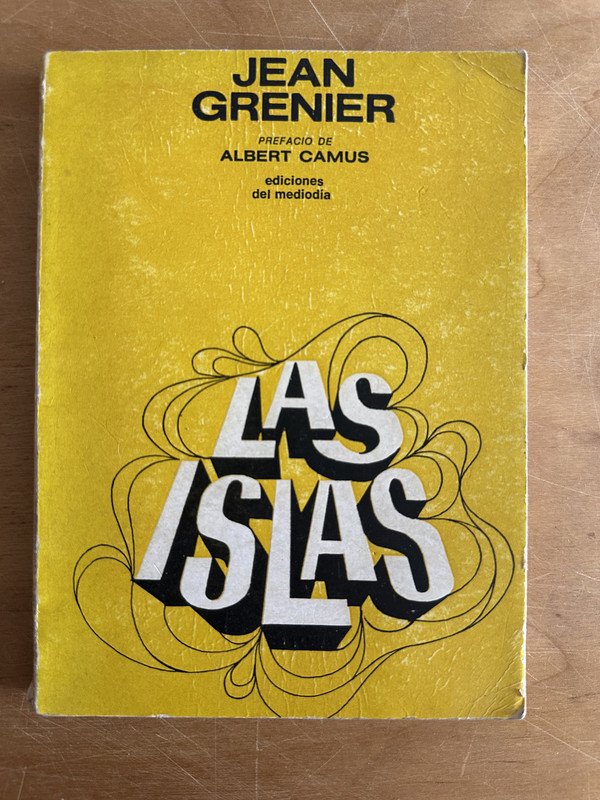 JEAN
GRENIER
PREFACIO DE
ALBERT CAMUS
ediciones
del mediodía
LAS
ISLAS